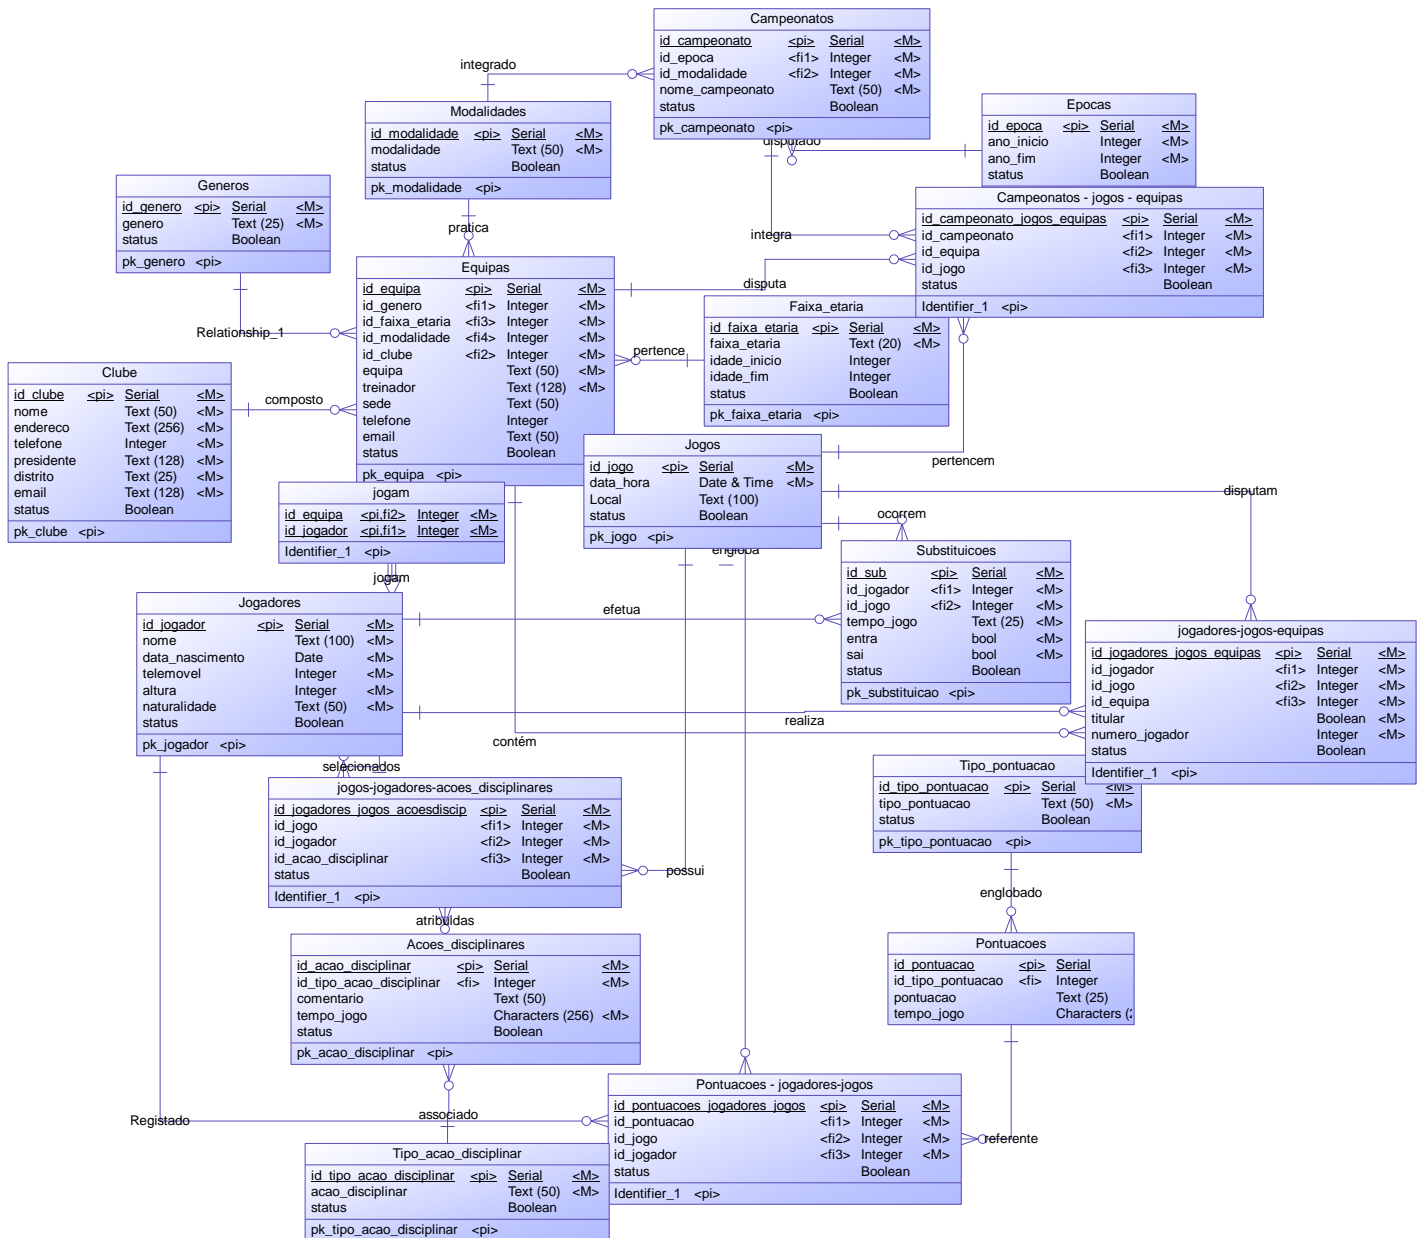 Campeonatos
id_campeonato <pi> Serial <M>
id_epoca <fi1> Integer <M>
id_modalidade <fi2> Integer <M>
nome_campeonato Text (50) <M>
status Boolean
pk_campeonato <pi>
integrado
disputado
Modalidades
id_modalidade <pi> Serial <M>
modalidade Text (50) <M>
status Boolean
pk_modalidade <pi>
Epocas
id_epoca <pi> Serial <M>
ano_inicio Integer <M>
ano_fim Integer <M>
status Boolean
Generos
id_genero <pi> Serial <M>
genero Text (25) <M>
status Boolean
pk_genero <pi>
Campeonatos - jogos - equipas
id_campeonato_jogos_equipas <pi> Serial <M>
id_campeonato <fi1> Integer <M>
id_equipa <fi2> Integer <M>
id_jogo <fi3> Integer <M>
status Boolean
Identifier_1 <pi>
pratica
integra
disputa
Equipas
id_equipa <pi> Serial <M>
id_genero <fi1> Integer <M>
id_faixa_etaria <fi3> Integer <M>
id_modalidade <fi4> Integer <M>
id_clube <fi2> Integer <M>
equipa Text (50) <M>
treinador Text (128) <M>
sede Text (50)
telefone Integer
email Text (50)
status Boolean
pk_equipa <pi>
Relationship_1
pertence
Faixa_etaria
id_faixa_etaria <pi> Serial <M>
faixa_etaria Text (20) <M>
idade_inicio Integer
idade_fim Integer
status Boolean
pk_faixa_etaria <pi>
Clube
id_clube <pi> Serial <M>
nome Text (50) <M>
endereco Text (256) <M>
telefone Integer <M>
presidente Text (128) <M>
distrito Text (25) <M>
email Text (128) <M>
status Boolean
pk_clube <pi>
composto
Jogos
id_jogo <pi> Serial <M>
data_hora Date & Time <M>
Local Text (100)
status Boolean
pk_jogo <pi>
pertencem
disputam
ocorrem
engloba
jogam
id_equipa <pi,fi2> Integer <M>
id_jogador <pi,fi1> Integer <M>
Identifier_1 <pi>
jogam
Substituicoes
id_sub <pi> Serial <M>
id_jogador <fi1> Integer <M>
id_jogo <fi2> Integer <M>
tempo_jogo Text (25) <M>
entra bool <M>
sai bool <M>
status Boolean
pk_substituicao <pi>
Jogadores
id_jogador <pi> Serial <M>
nome Text (100) <M>
data_nascimento Date <M>
telemovel Integer <M>
altura Integer <M>
naturalidade Text (50) <M>
status Boolean
pk_jogador <pi>
efetua
realiza
contém
jogadores-jogos-equipas
id_jogadores_jogos_equipas <pi> Serial <M>
id_jogador <fi1> Integer <M>
id_jogo <fi2> Integer <M>
id_equipa <fi3> Integer <M>
titular Boolean <M>
numero_jogador Integer <M>
status Boolean
Identifier_1 <pi>
selecionados
jogos-jogadores-acoes_disciplinares
id_jogadores_jogos_acoesdiscip <pi> Serial <M>
id_jogo <fi1> Integer <M>
id_jogador <fi2> Integer <M>
id_acao_disciplinar <fi3> Integer <M>
status Boolean
Identifier_1 <pi>
possui
Tipo_pontuacao
id_tipo_pontuacao <pi> Serial <M>
tipo_pontuacao Text (50) <M>
status Boolean
pk_tipo_pontuacao <pi>
englobado
atribuidas
Acoes_disciplinares
id_acao_disciplinar <pi> Serial <M>
id_tipo_acao_disciplinar <fi> Integer <M>
comentario Text (50)
tempo_jogo Characters (256) <M>
status Boolean
pk_acao_disciplinar <pi>
Pontuacoes
id_pontuacao <pi> Serial
id_tipo_pontuacao <fi> Integer
pontuacao Text (25)
tempo_jogo Characters
Registado
associado
referente
Pontuacoes - jogadores-jogos
id_pontuacoes_jogadores_jogos <pi> Serial <M>
id_pontuacao <fi1> Integer <M>
id_jogo <fi2> Integer <M>
id_jogador <fi3> Integer <M>
status Boolean
Identifier_1 <pi>
Tipo_acao_disciplinar
id_tipo_acao_disciplinar <pi> Serial <M>
acao_disciplinar Text (50) <M>
status Boolean
pk_tipo_acao_disciplinar <pi>